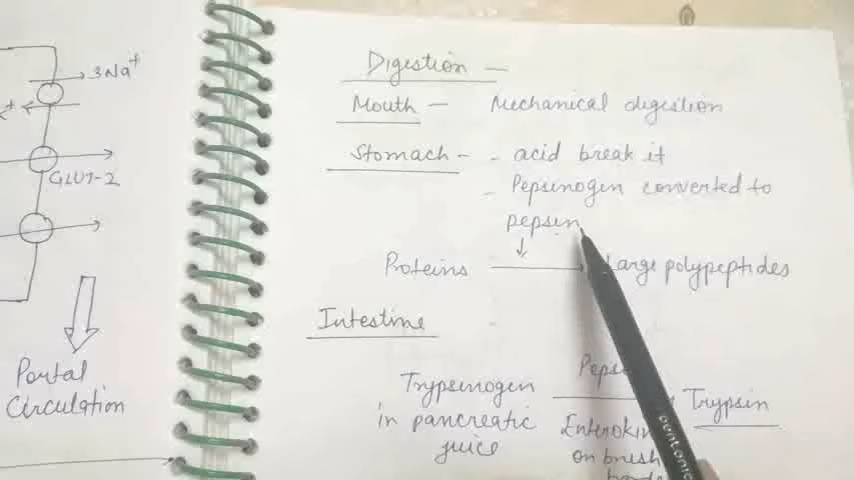 3Na⁺
GLUT-2
Portal
Circulation
Digestion —
Mouth — Mechanical digestion
Stomach - - acid break it
- Pepsinogen converted to
pepsin
Proteins → Large polypeptides
Intestine
Trypsinogen
in pancreatic
juice
Trypsin
on brush
pentonic